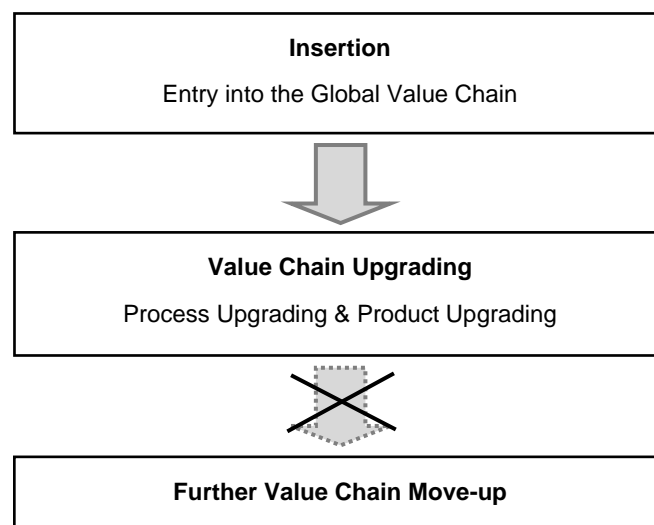 Insertion
Entry into the Global Value Chain
Value Chain Upgrading
Process Upgrading & Product Upgrading
Further Value Chain Move-up